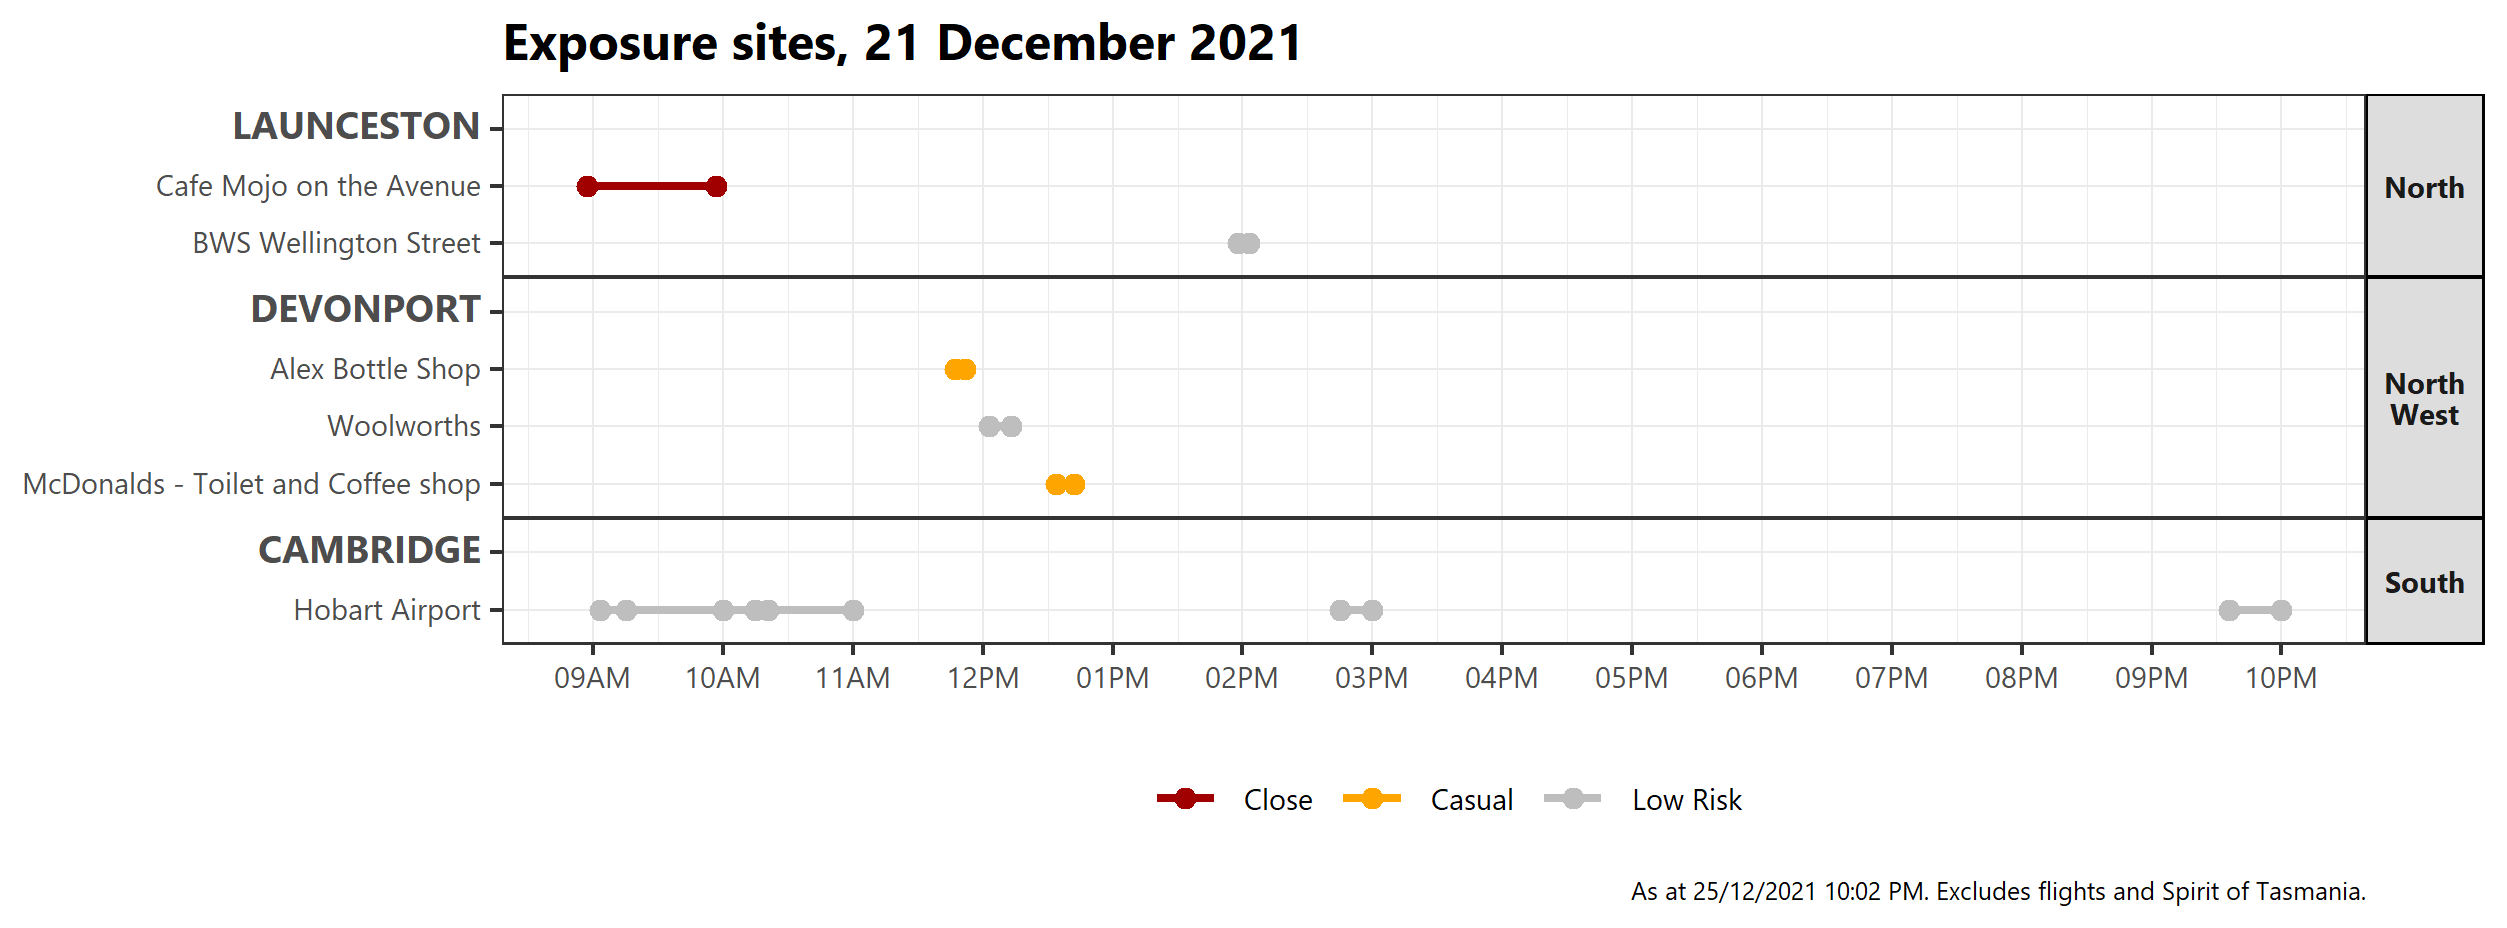 Exposure sites, 21 December 2021
LAUNCESTON
Cafe Mojo on the Avenue
BWS Wellington Street
North
DEVONPORT
Alex Bottle Shop
Woolworths
McDonalds - Toilet and Coffee shop
North
West
CAMBRIDGE
Hobart Airport
South
09AM 10AM 11AM 12PM 01PM 02PM 03PM 04PM 05PM 06PM 07PM 08PM 09PM 10PM
Close Casual Low Risk
As at 25/12/2021 10:02 PM. Excludes flights and Spirit of Tasmania.